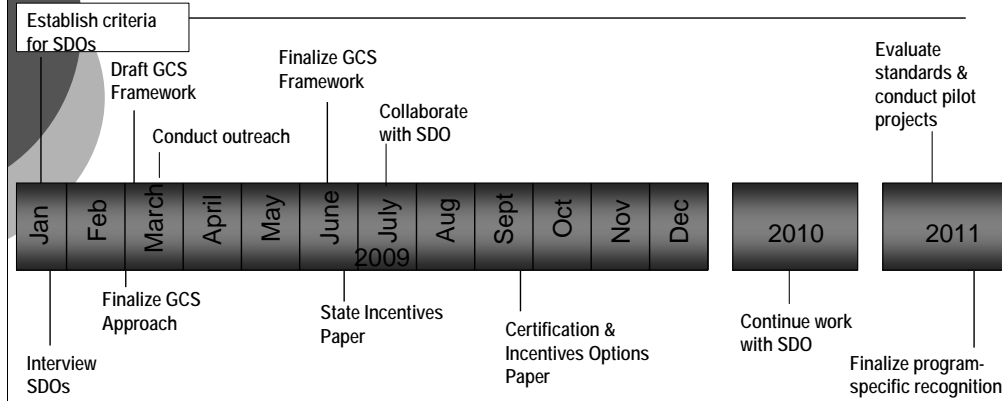 Establish criteria
for SDOs
Draft GCS
Framework
Conduct outreach
Finalize GCS
Framework
Collaborate
with SDO
Evaluate
standards &
conduct pilot
projects
Jan
Feb
March
April
May
June
July
Aug
Sept
Oct
Nov
Dec
2009
2010
2011
Interview
SDOs
Finalize GCS
Approach
State Incentives
Paper
Certification &
Incentives Options
Paper
Continue work
with SDO
Finalize program-
specific recognition